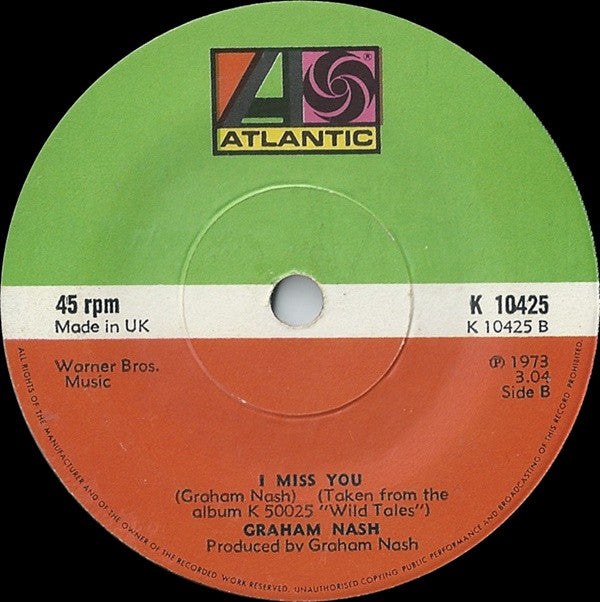 ®
ATLANTIC
45 rpm
Made in UK
K 10425
K 10425 B
Warner Bros.
Music
Ⓟ 1973
3.04
Side B
I MISS YOU
(Graham Nash) (Taken from the
album K 50025 "Wild Tales")
GRAHAM NASH
Produced by Graham Nash
ALL RIGHTS OF THE MANUFACTURER AND OF THE OWNER OF THE RECORDED WORK RESERVED. UNAUTHORISED COPYING PUBLIC PERFORMANCE AND BROADCASTING OF THIS RECORD PROHIBITED.